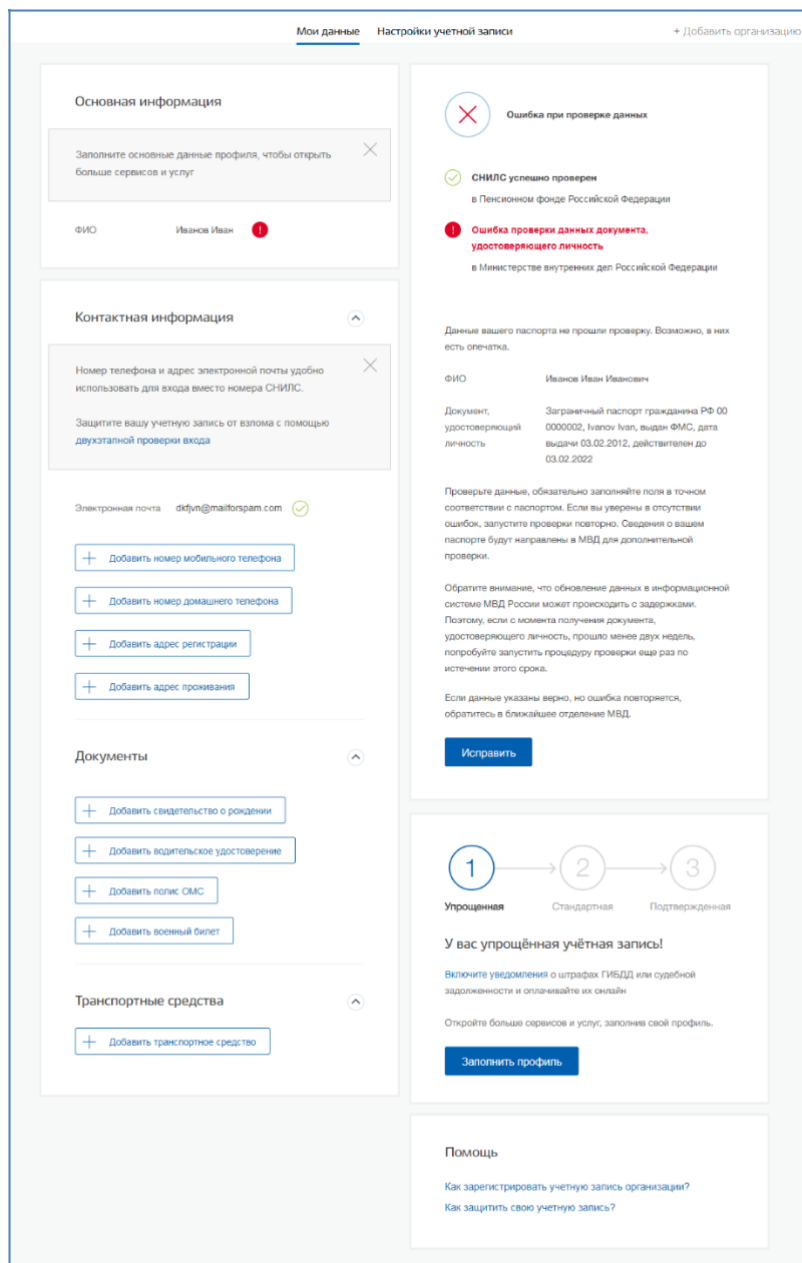 Мои данные
Настройки учетной записи
+ Добавить организацию
Основная информация
Заполните основные данные профиля, чтобы открыть
больше сервисов и услуг
ФИО
Иванов Иван
Контактная информация
Номер телефона и адрес электронной почты удобно
использовать для входа вместо номера СНИЛС.
Защитите вашу учетную запись от взлома с помощью
двухэтапной проверки входа
Электронная почта
dkfjvn@mailforspam.com
Добавить номер мобильного телефона
Добавить номер домашнего телефона
Добавить адрес регистрации
Добавить адрес проживания
Документы
Добавить свидетельство о рождении
Добавить водительское удостоверение
Добавить полис ОМС
Добавить военный билет
Транспортные средства
Добавить транспортное средство
Ошибка при проверке данных
СНИЛС успешно проверен
в Пенсионном фонде Российской Федерации
Ошибка проверки данных документа,
удостоверяющего личность
в Министерстве внутренних дел Российской Федерации
Данные вашего паспорта не прошли проверку. Возможно, в них
есть опечатка.
ФИО
Иванов Иван Иванович
Документ,
удостоверяющий
личность
Заграничный паспорт гражданина РФ 00
0000002, Ivanov Ivan, выдан ФМС, дата
выдачи 03.02.2012, действителен до
03.02.2022
Проверьте данные, обязательно заполняйте поля в точном
соответствии с паспортом. Если вы уверены в отсутствии
ошибок, запустите проверки повторно. Сведения о вашем
паспорте будут направлены в МВД для дополнительной
проверки.
Обратите внимание, что обновление данных в информационной
системе МВД России может происходить с задержками.
Поэтому, если с момента получения документа,
удостоверяющего личность, прошло менее двух недель,
попробуйте запустить процедуру проверки еще раз по
истечении этого срока.
Если данные указаны верно, но ошибка повторяется,
обратитесь в ближайшее отделение МВД.
Исправить
1
2
3
Упрощенная
Стандартная
Подтвержденная
У вас упрощённая учётная запись!
Включите уведомления о штрафах ГИБДД или судебной
задолженности и оплачивайте их онлайн
Откройте больше сервисов и услуг, заполнив свой профиль.
Заполнить профиль
Помощь
Как зарегистрировать учетную запись организации?
Как защитить свою учетную запись?